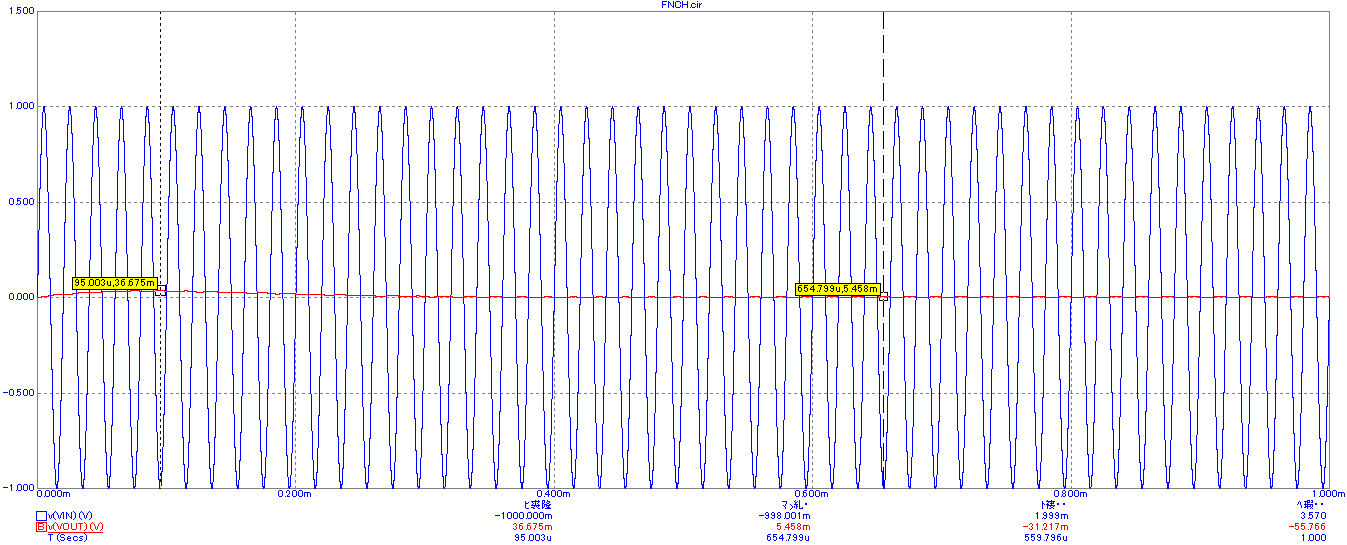 FNCH.cir
1.500
1.000
0.500
0.000
-0.500
-1.000
95.003u,36.675m
654.799u,5.458m
0.000m 0.200m 0.400m 0.600m 0.800m 1.000m
v(VIN) (V) -1000.000m -998.001m 1.999m 3.570
B v(VOUT) (V) 36.675m 5.458m -31.217m -55.766
T (Secs) 95.003u 654.799u 559.796u 1.000